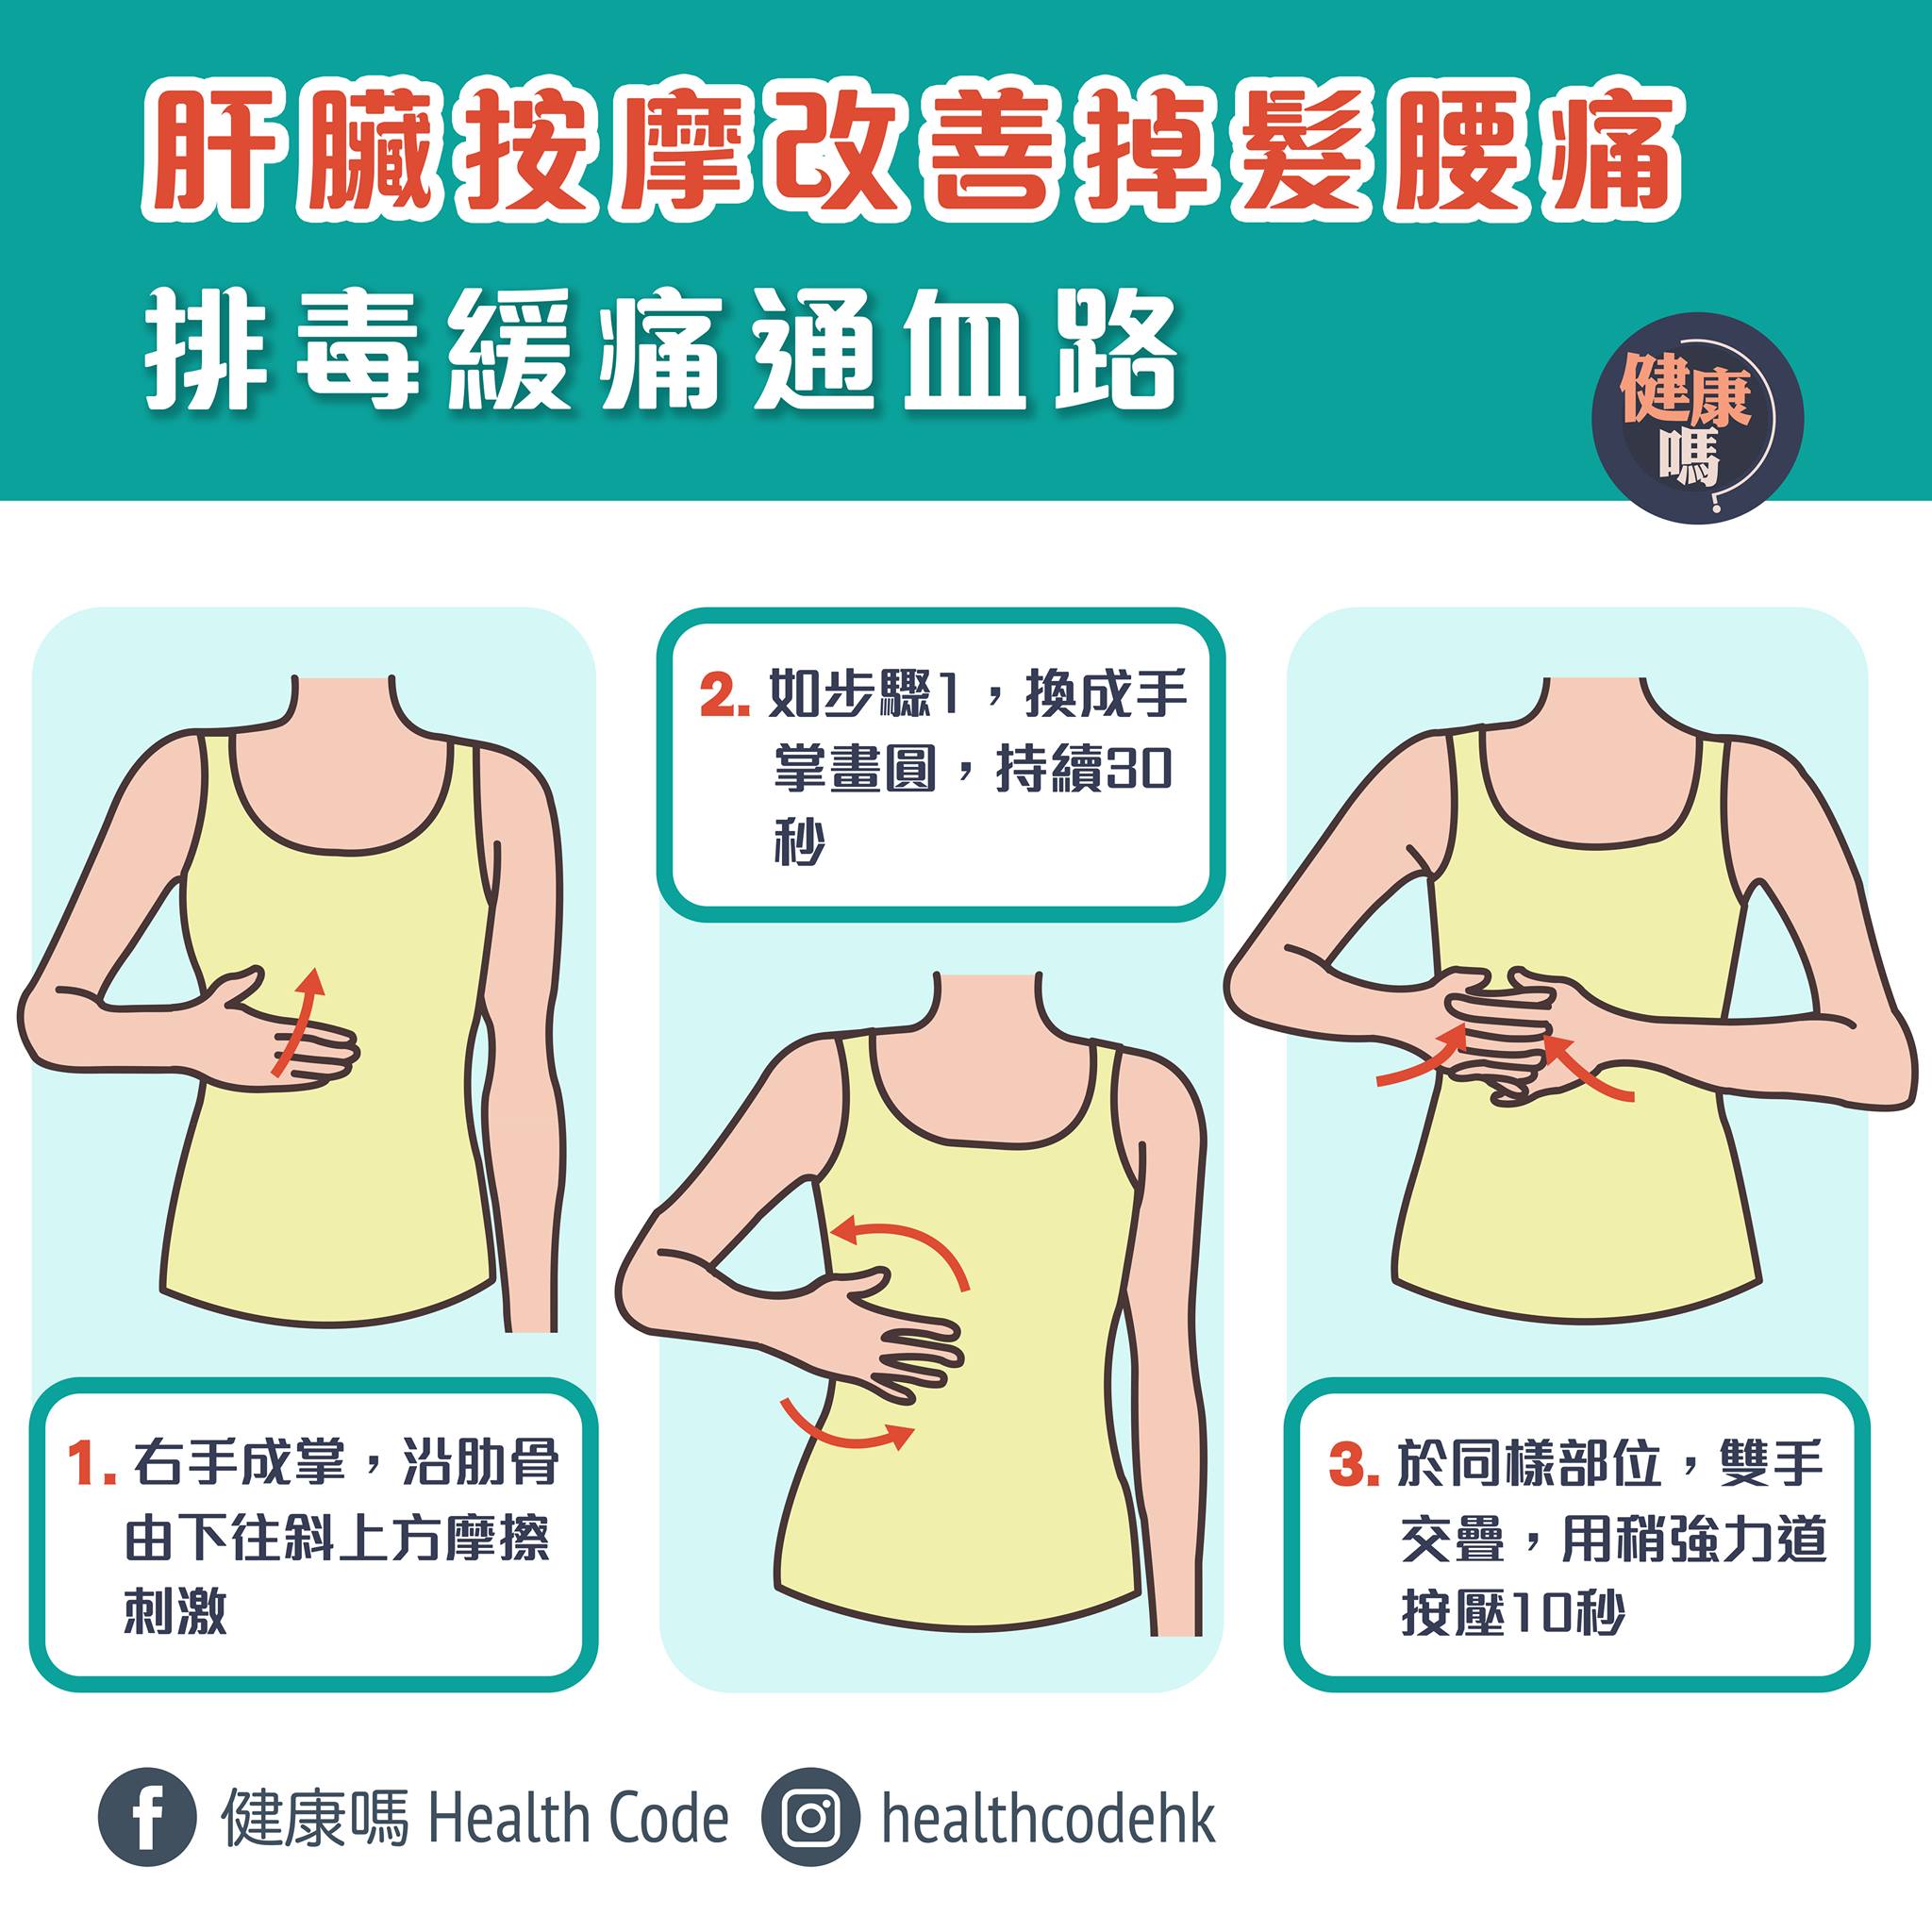 肝臟按摩改善掉髮腰痛
排毒緩痛通血路
健康
嗎
2. 如步驟1，換成手
掌畫圓，持續30
秒
1. 右手成掌，沿肋骨
由下往斜上方摩擦
刺激
3. 於同樣部位，雙手
交疊，用稍強力道
按壓10秒
健康嗎 Health Code
healthcodehk